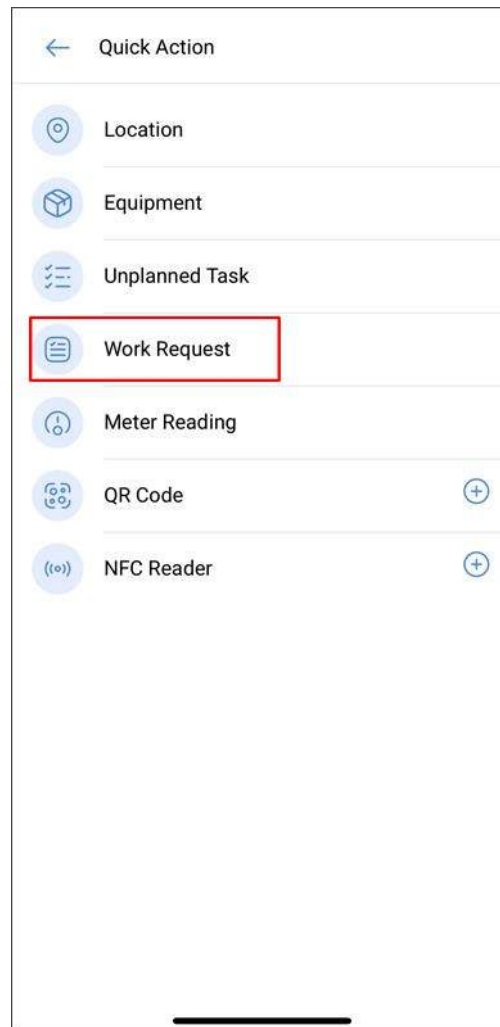 Quick Action
Location
Equipment
Unplanned Task
Work Request
Meter Reading
QR Code
NFC Reader